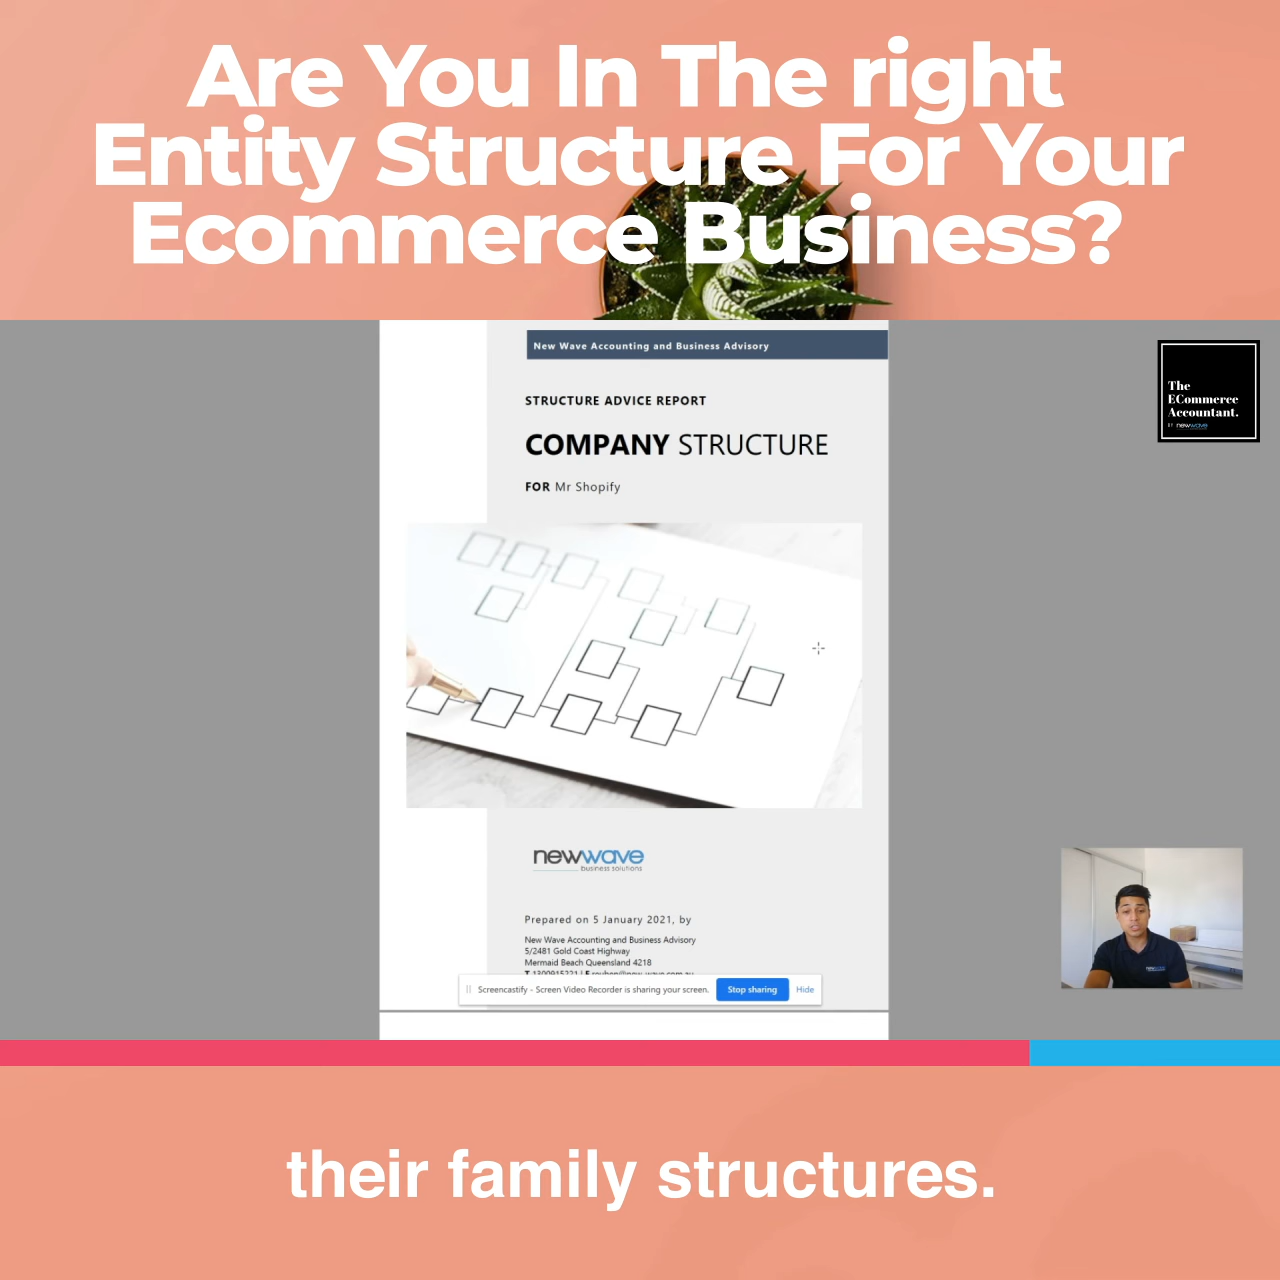 Are You In The right
Entity Structure For Your
Ecommerce Business?
New Wave Accounting and Business Advisory
STRUCTURE ADVICE REPORT
COMPANY STRUCTURE
FOR Mr Shopify
The
ECommerce
Accountant.
BY newwave
newwave
business solutions
Prepared on 5 January 2021, by
New Wave Accounting and Business Advisory
5/2481 Gold Coast Highway
Mermaid Beach Queensland 4218
Screencastify - Screen Video Recorder is sharing your screen.
Stop sharing
Hide
their family structures.